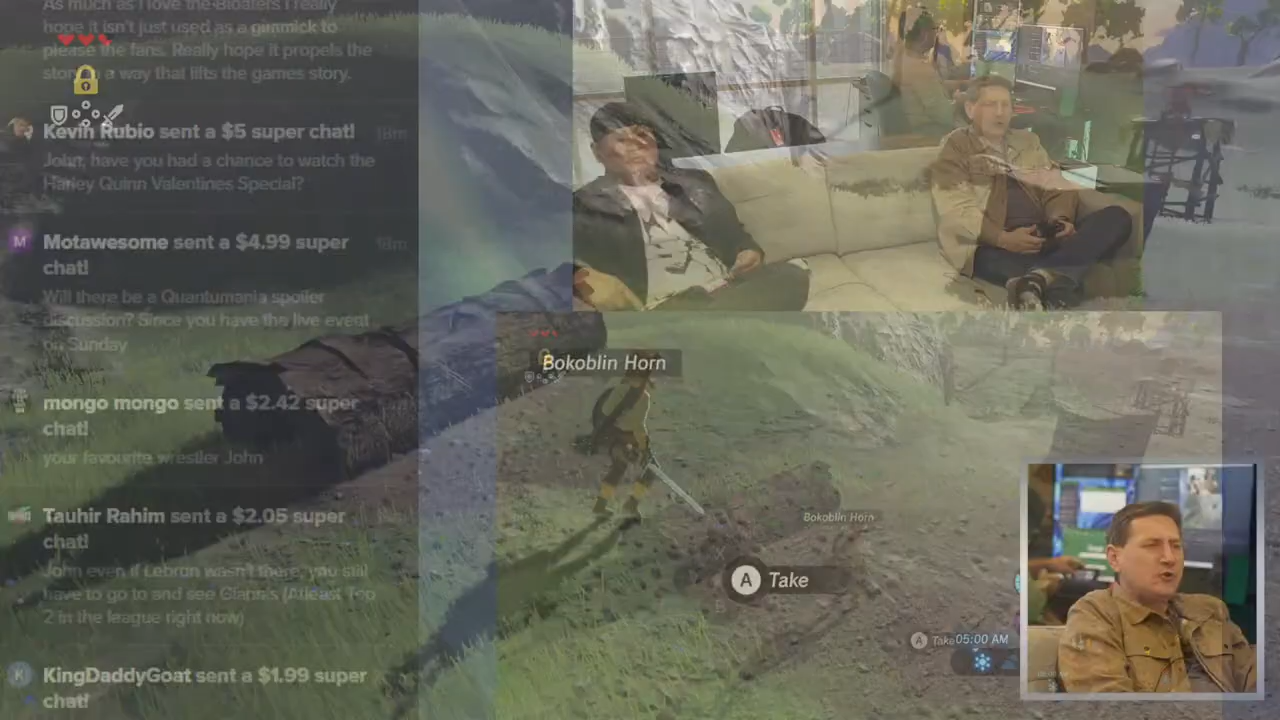 As much as I love the Bloaters I really
hope it isn't just used as a gimmick to
please the fans. Really hope it propels the
story in a way that lifts the games story.
Kevin Rubio sent a $5 super chat! 18m
John, have you had a chance to watch the
Harley Quinn Valentines Special?
M
Motawesome sent a $4.99 super 18m
chat!
Will there be a Quantumania spoiler
discussion? Since you have the live event
on Sunday
mongo mongo sent a $2.42 super
chat!
your favourite wrestler John
Tauhir Rahim sent a $2.05 super
chat!
John even if Lebron wasn't there, you still
have to go to and see Giannis (Atleast Top
2 in the league right now)
K
KingDaddyGoat sent a $1.99 super
chat!
Bokoblin Horn
Bokoblin Horn
A Take
A Take
05:00 AM